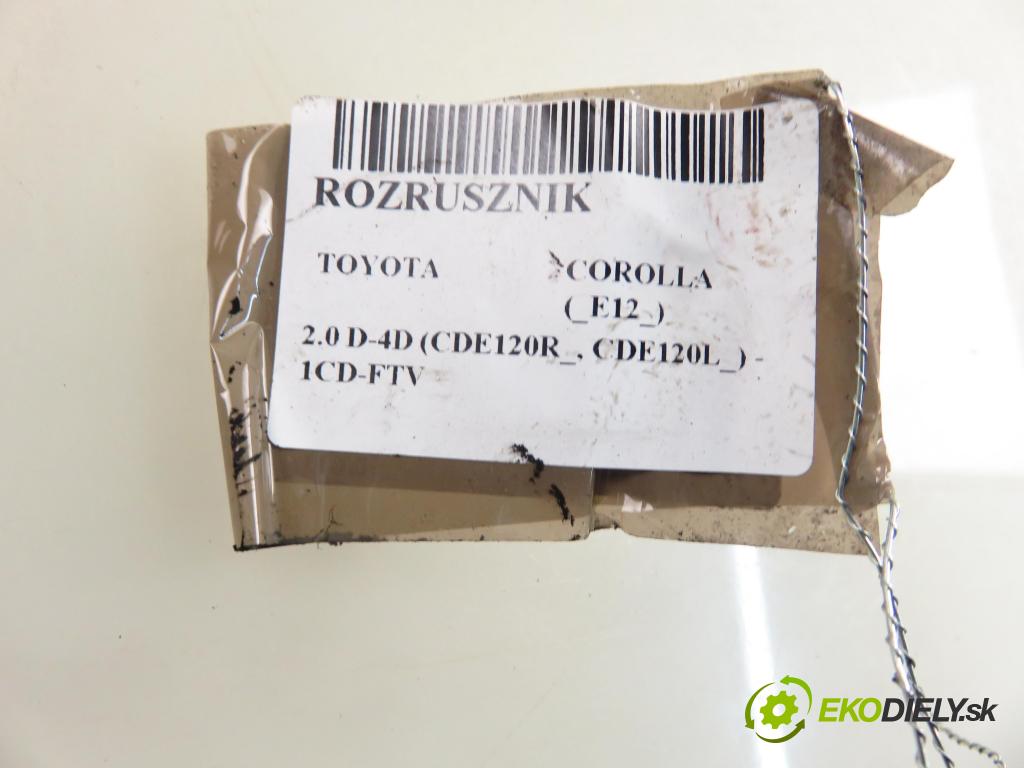 ROZRUSZNIK
TOYOTA COROLLA
(_E12_)
2.0 D-4D (CDE120R_, CDE120L_) -
1CD-FTV
EKODIELY.sk